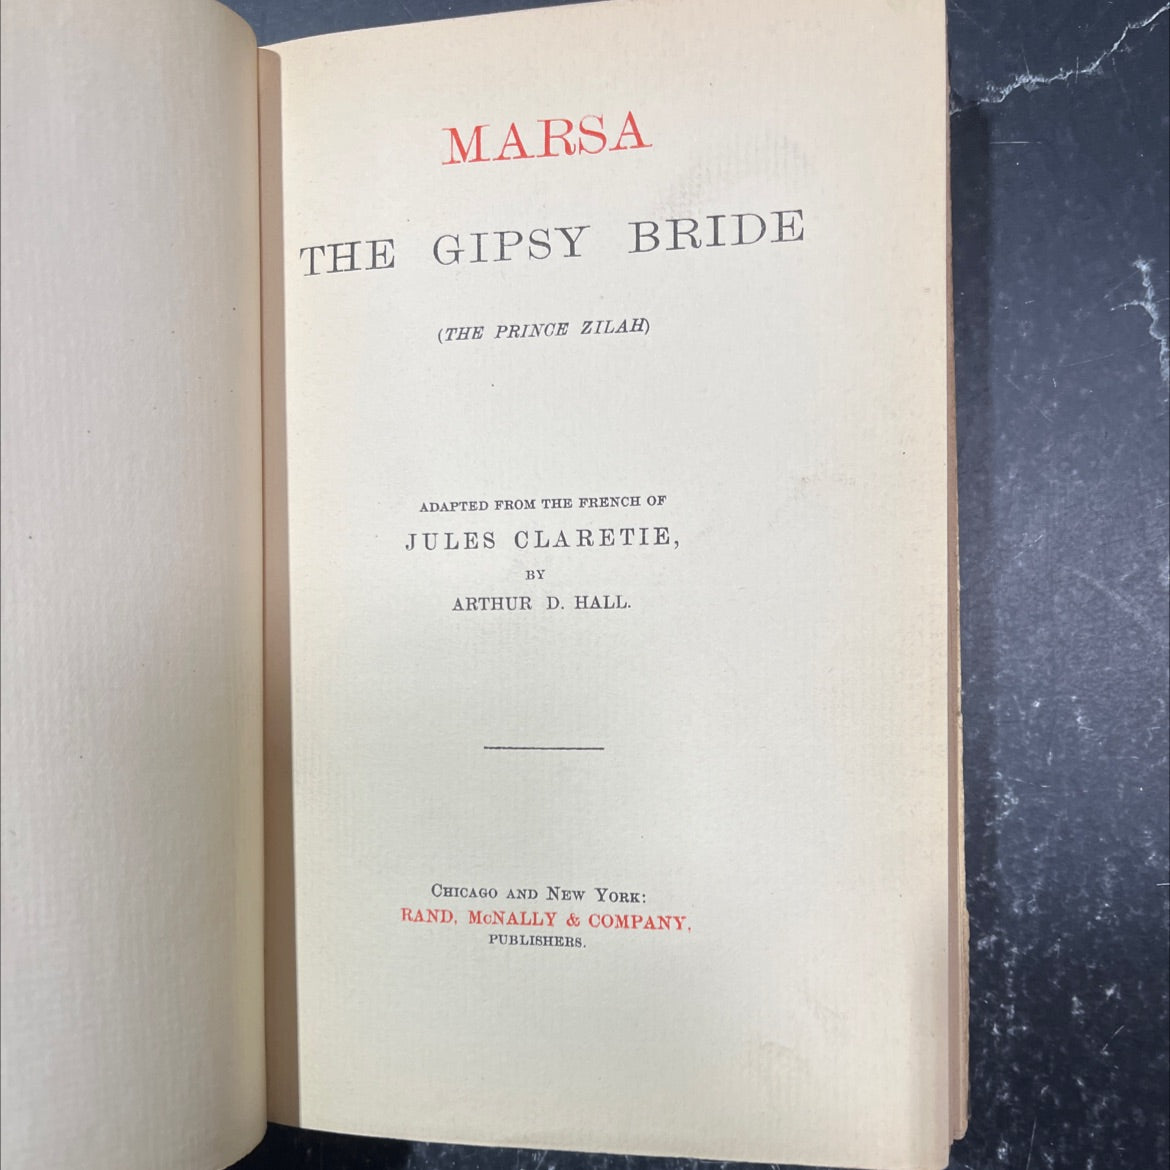 MARSA
THE GIPSY BRIDE
(THE PRINCE ZILAH)
ADAPTED FROM THE FRENCH OF
JULES CLARETIE,
BY
ARTHUR D. HALL.
CHICAGO AND NEW YORK:
RAND, McNALLY & COMPANY,
PUBLISHERS.